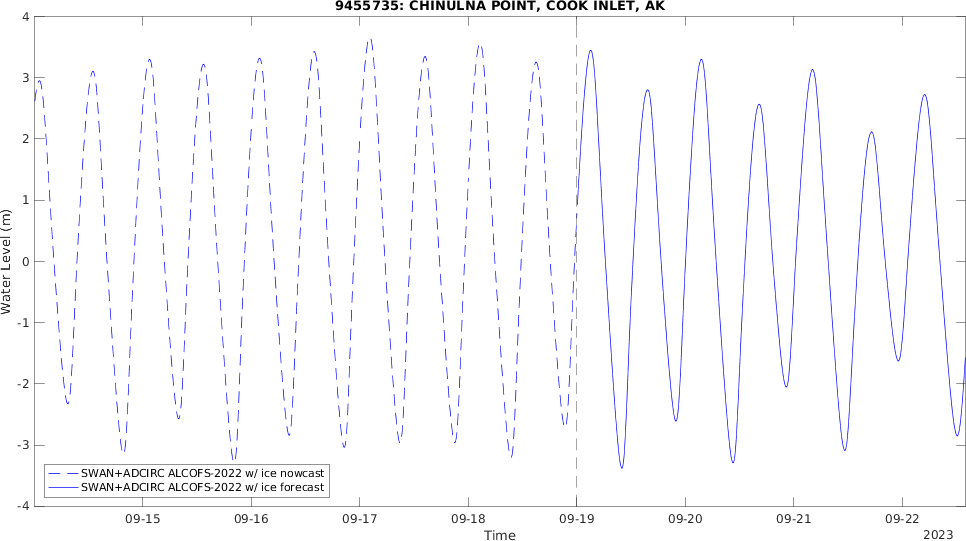 9455735: CHINULNA POINT, COOK INLET, AK
4
3
2
1
0
-1
-2
-3
-4
Water Level (m)
SWAN+ADCIRC ALCOFS-2022 w/ ice nowcast
SWAN+ADCIRC ALCOFS-2022 w/ ice forecast
09-15 09-16 09-17 09-18 09-19 09-20 09-21 09-22
Time
2023